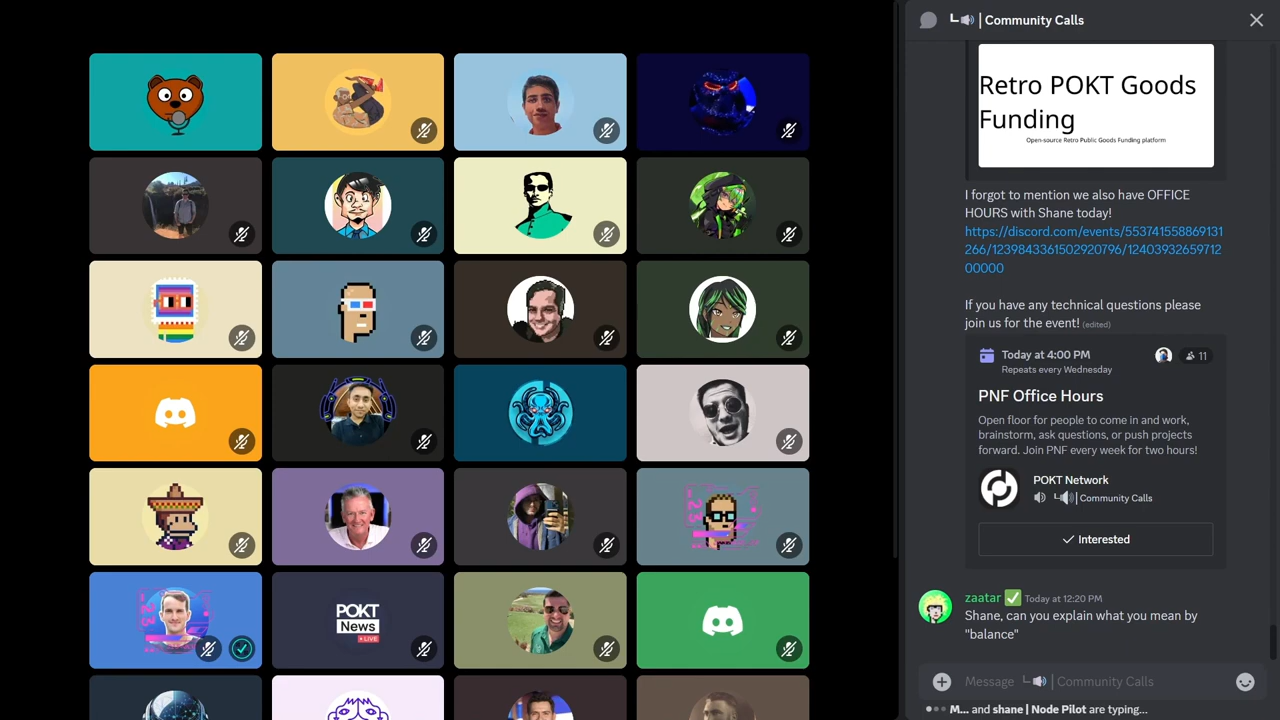 Community Calls
Retro POKT Goods
Funding
Open-source Retro Public Goods Funding platform
I forgot to mention we also have OFFICE
HOURS with Shane today!
https://discord.com/events/553741558869131
266/1239843361502920796/12403932659712
00000
If you have any technical questions please
join us for the event! (edited)
Today at 4:00 PM
11
Repeats every Wednesday
PNF Office Hours
Open floor for people to come in and work,
brainstorm, ask questions, or push projects
forward. Join PNF every week for two hours!
POKT Network
Community Calls
Interested
zaatar Today at 12:20 PM
Shane, can you explain what you mean by
"balance"
Message Community Calls
M... and shane | Node Pilot are typing...
POKT
News
LIVE